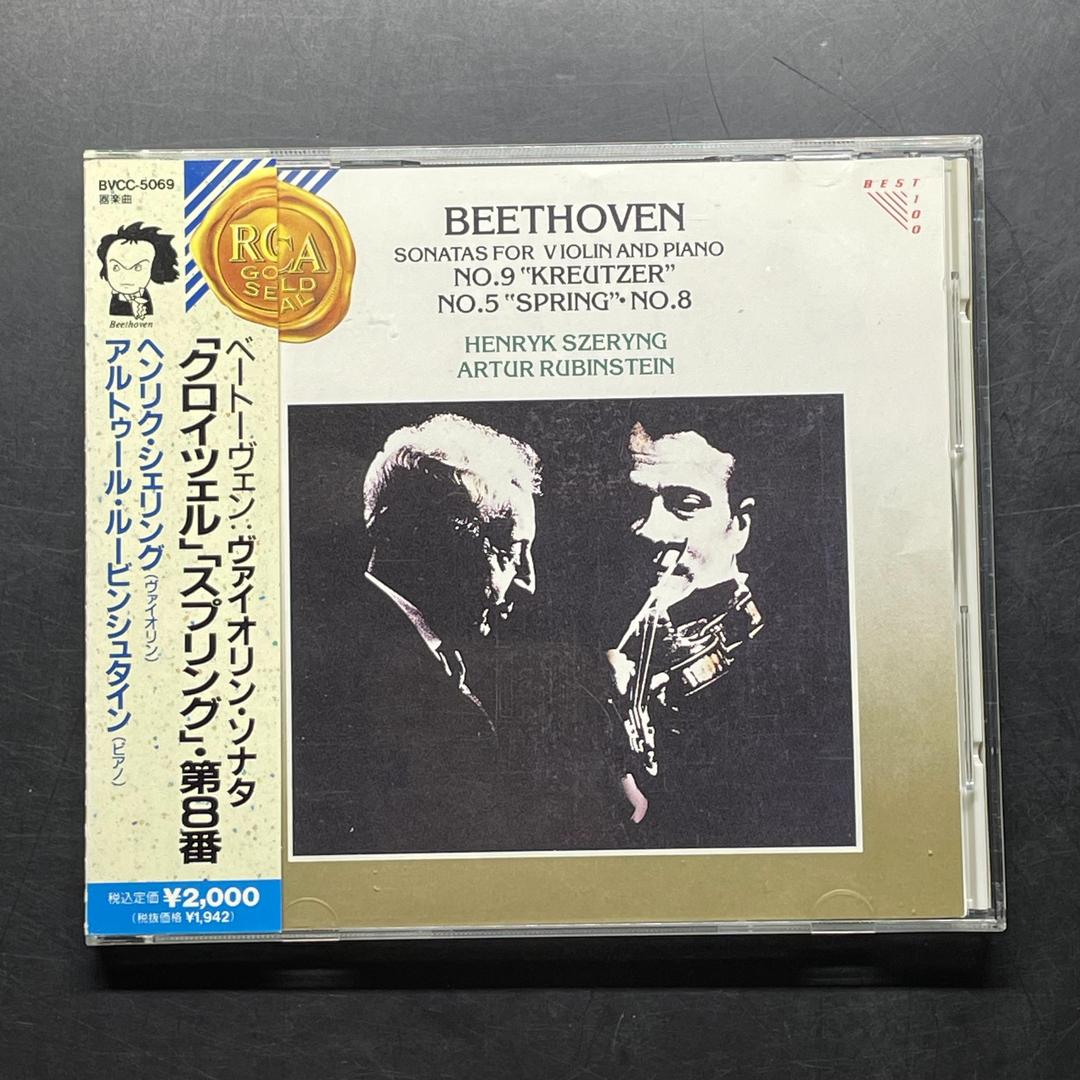 BVCC-5069
器楽曲
RCA
GOLD
SEAL
Beethoven
ベートーヴェン：ヴァイオリン・ソナタ
「クロイツェル」「スプリング」・第8番
ヘンリク・シェリング（ヴァイオリン）
アルトゥール・ルービンシュタイン（ピアノ）
税込定価 ¥2,000
（税抜価格 ¥1,942）
BEETHOVEN
SONATAS FOR VIOLIN AND PIANO
NO.9 "KREUTZER"
NO.5 "SPRING"• NO.8
HENRYK SZERYNG
ARTUR RUBINSTEIN
BEST
100